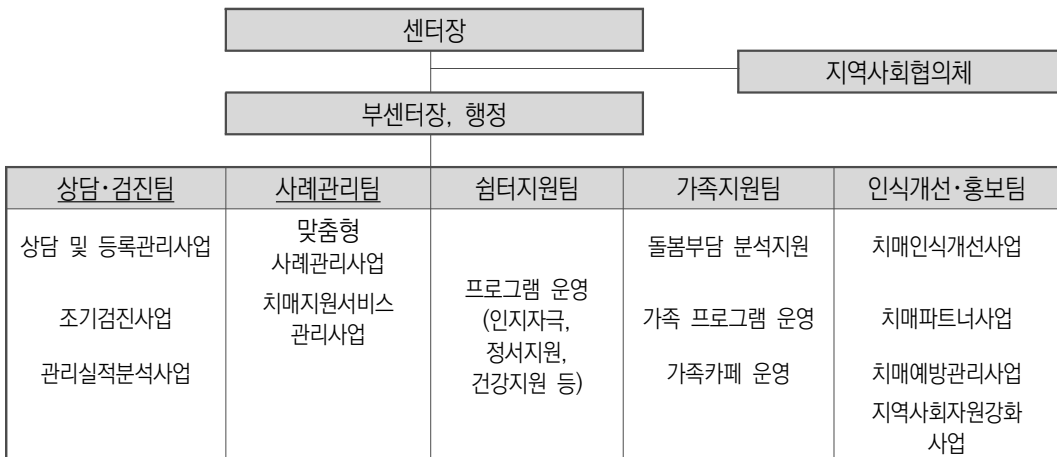 센터장
지역사회협의체
부센터장, 행정
상담·검진팀
사례관리팀
쉼터지원팀
가족지원팀
인식개선·홍보팀
상담 및 등록관리사업
조기검진사업
관리실적분석사업
맞춤형
사례관리사업
치매지원서비스
관리사업
프로그램 운영
(인지자극,
정서지원,
건강지원 등)
돌봄부담 분석지원
가족 프로그램 운영
가족카페 운영
치매인식개선사업
치매파트너사업
치매예방관리사업
지역사회자원강화
사업